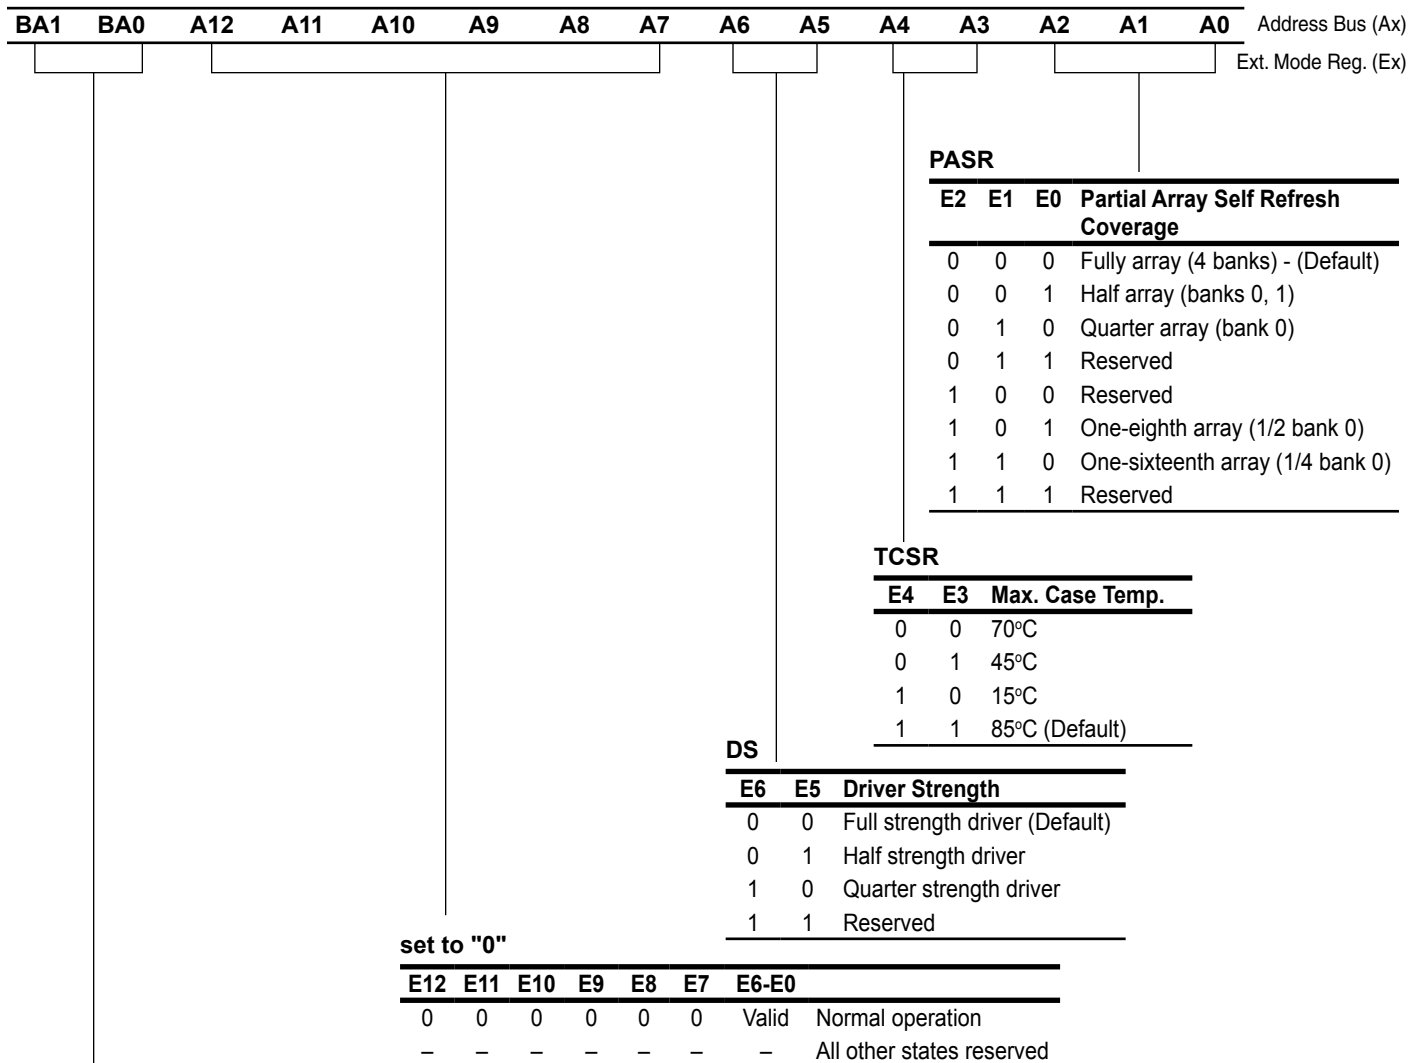 BA1 BA0 A12 A11 A10 A9 A8 A7 A6 A5 A4 A3 A2 A1 A0 Address Bus (Ax)
Ext. Mode Reg. (Ex)
PASR
E2 E1 E0 Partial Array Self Refresh
Coverage
0 0 0 Fully array (4 banks) - (Default)
0 0 1 Half array (banks 0, 1)
0 1 0 Quarter array (bank 0)
0 1 1 Reserved
1 0 0 Reserved
1 0 1 One-eighth array (1/2 bank 0)
1 1 0 One-sixteenth array (1/4 bank 0)
1 1 1 Reserved
TCSR
E4 E3 Max. Case Temp.
0 0 70°C
0 1 45°C
1 0 15°C
1 1 85°C (Default)
DS
E6 E5 Driver Strength
0 0 Full strength driver (Default)
0 1 Half strength driver
1 0 Quarter strength driver
1 1 Reserved
set to "0"
E12 E11 E10 E9 E8 E7 E6-E0
0 0 0 0 0 0 Valid Normal operation
– – – – – – – All other states reserved